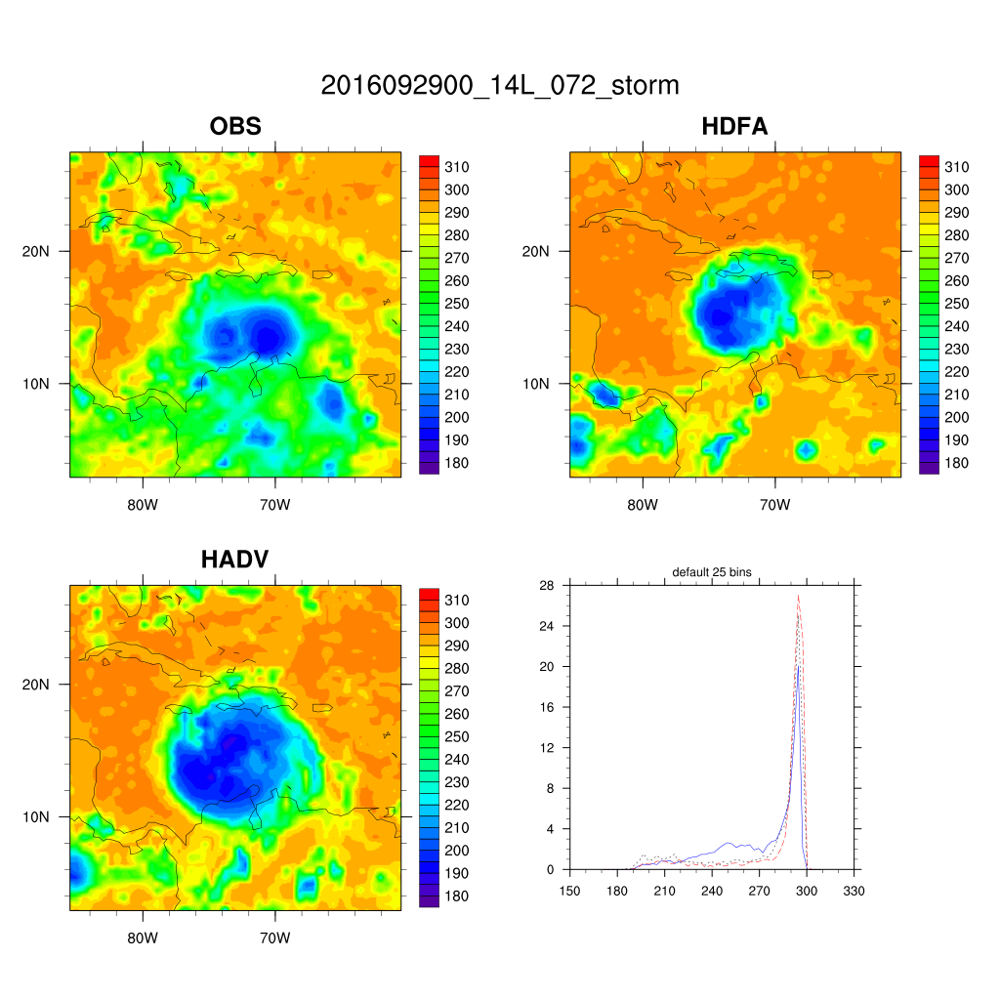 2016092900_14L_072_storm
OBS
310
300
290
280
270
260
250
240
230
220
210
200
190
180
20N
10N
80W
70W
HDFA
310
300
290
280
270
260
250
240
230
220
210
200
190
180
20N
10N
80W
70W
HADV
310
300
290
280
270
260
250
240
230
220
210
200
190
180
20N
10N
80W
70W
default 25 bins
28
24
20
16
12
8
4
0
150 180 210 240 270 300 330